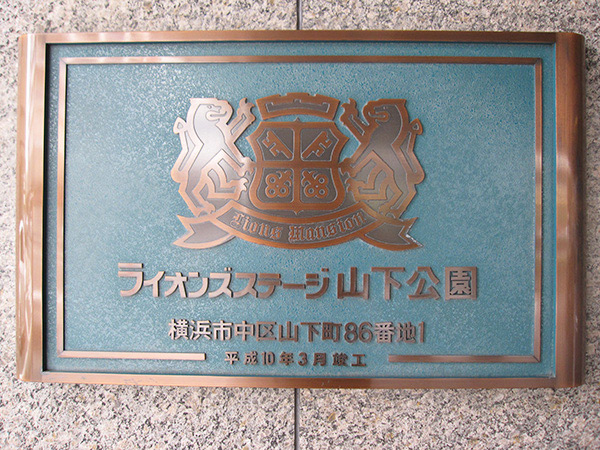 Lions Mansion
ライオンズステージ山下公園
横浜市中区山下町86番地1
平成10年3月竣工